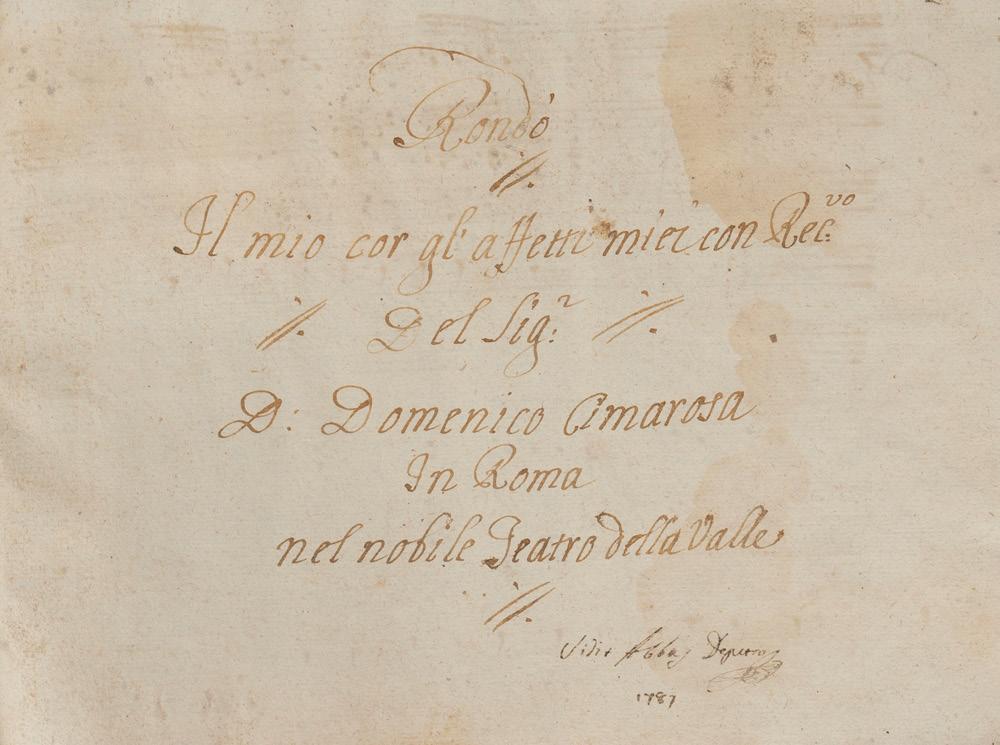 Rondò
Il mio cor gl' affetti miei con Rec:vo
Del Sig:r
D: Domenico Cimarosa
In Roma
nel nobile Teatro della Valle
1787